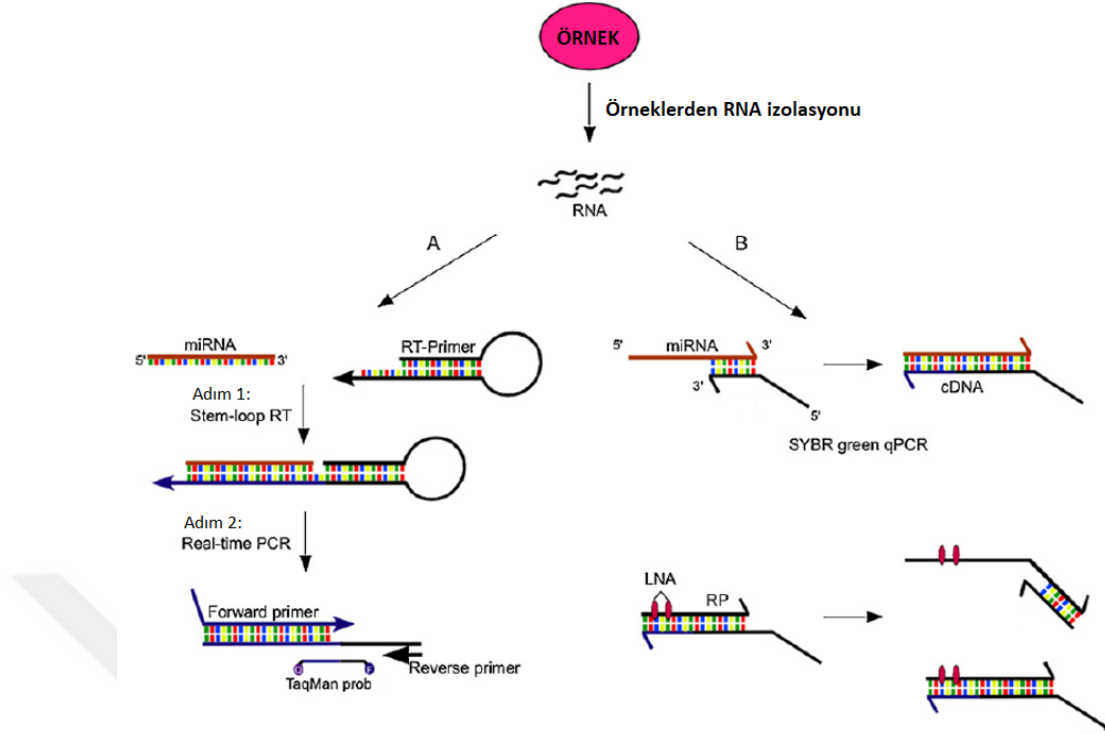 ÖRNEK
Örneklerden RNA izolasyonu
RNA
A
B
miRNA
5'
3'
RT-Primer
Adım 1:
Stem-loop RT
Adım 2:
Real-time PCR
Forward primer
Reverse primer
Q
F
TaqMan prob
5'
miRNA
3'
3'
5'
cDNA
SYBR green qPCR
LNA
RP